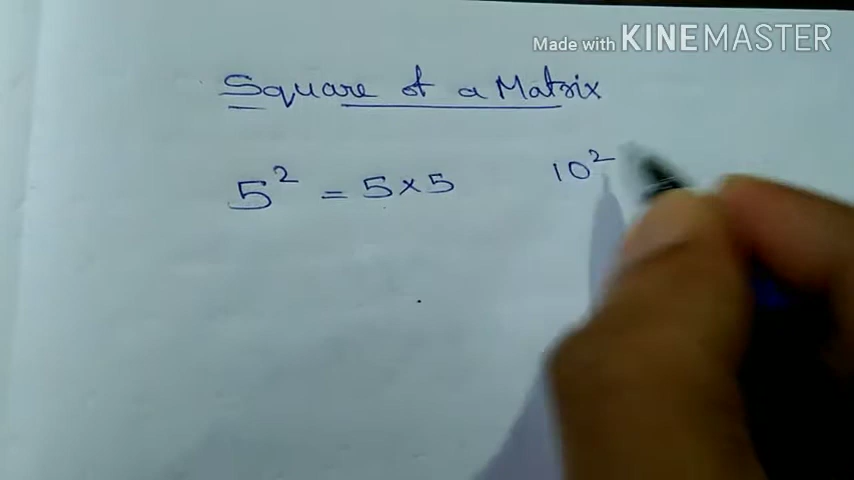 Made with KINEMASTER
Square of a Matrix
5² = 5×5 10²